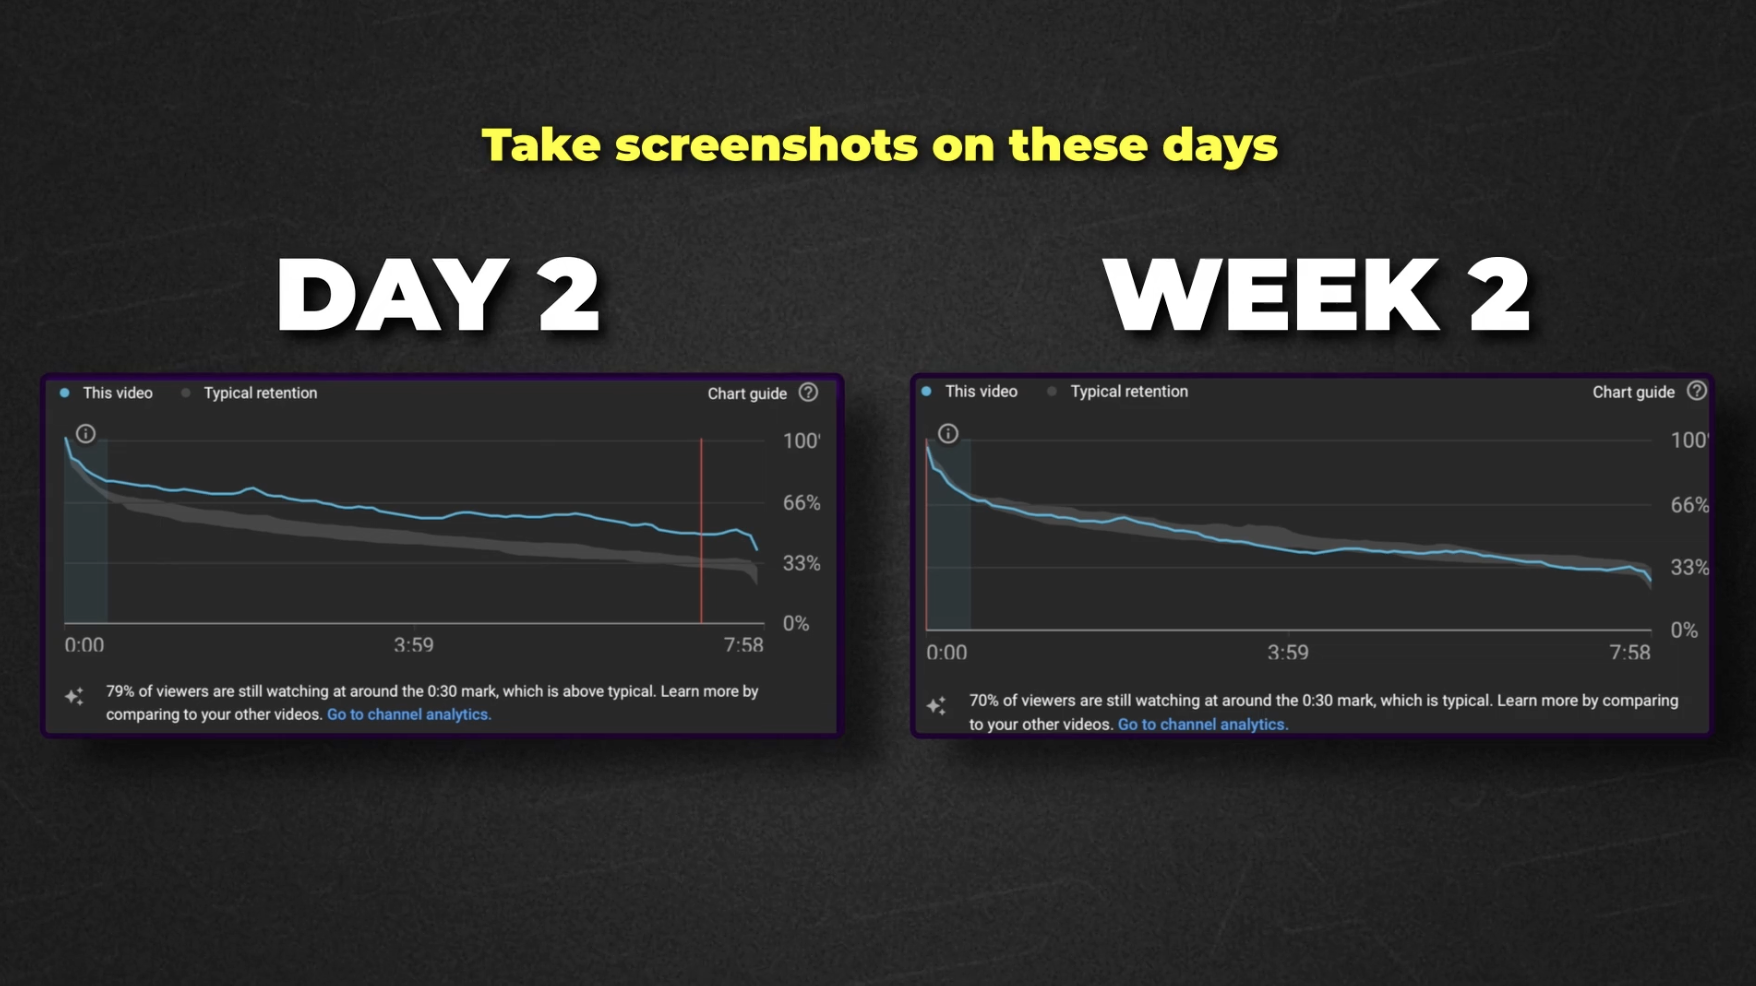 Take screenshots on these days
DAY 2
This video
Typical retention
Chart guide
100'
66%
33%
0%
0:00
3:59
7:58
79% of viewers are still watching at around the 0:30 mark, which is above typical. Learn more by
comparing to your other videos. Go to channel analytics.
WEEK 2
This video
Typical retention
Chart guide
100
66%
33%
0%
0:00
3:59
7:58
70% of viewers are still watching at around the 0:30 mark, which is typical. Learn more by comparing
to your other videos. Go to channel analytics.